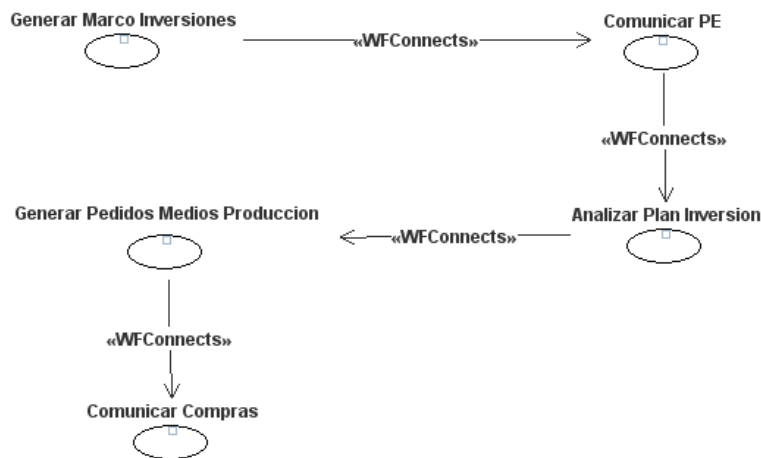 Generar Marco Inversiones
«WFConnects»
Comunicar PE
«WFConnects»
Analizar Plan Inversion
«WFConnects»
Generar Pedidos Medios Produccion
«WFConnects»
Comunicar Compras